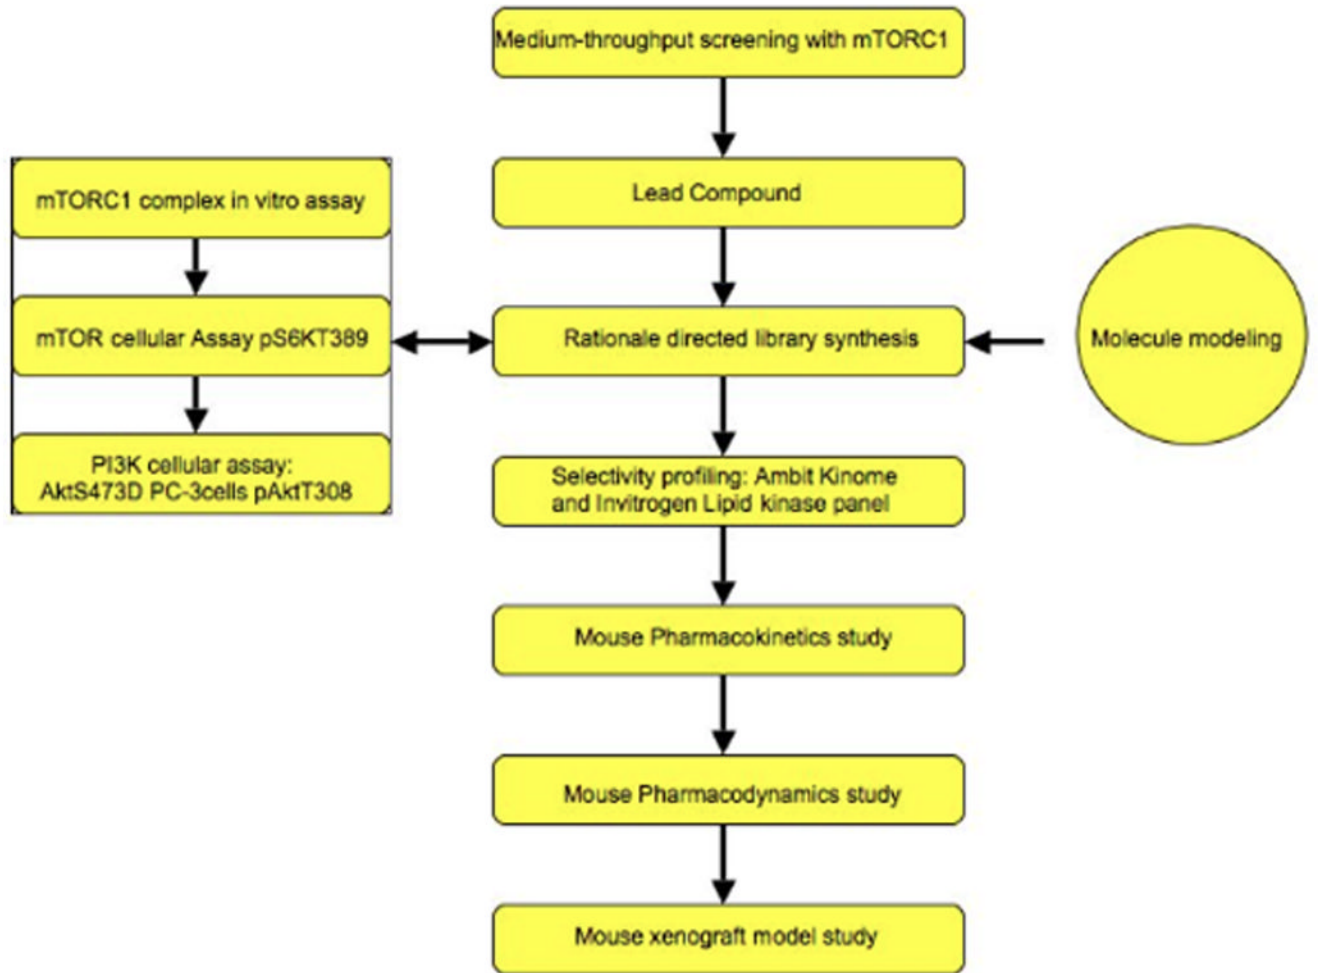 Medium-throughput screening with mTORC1
Lead Compound
mTORC1 complex in vitro assay
mTOR cellular Assay pS6KT389
PI3K cellular assay:
AktS473D PC-3cells pAktT308
Rationale directed library synthesis
Molecule modeling
Selectivity profiling: Ambit Kinome
and Invitrogen Lipid kinase panel
Mouse Pharmacokinetics study
Mouse Pharmacodynamics study
Mouse xenograft model study